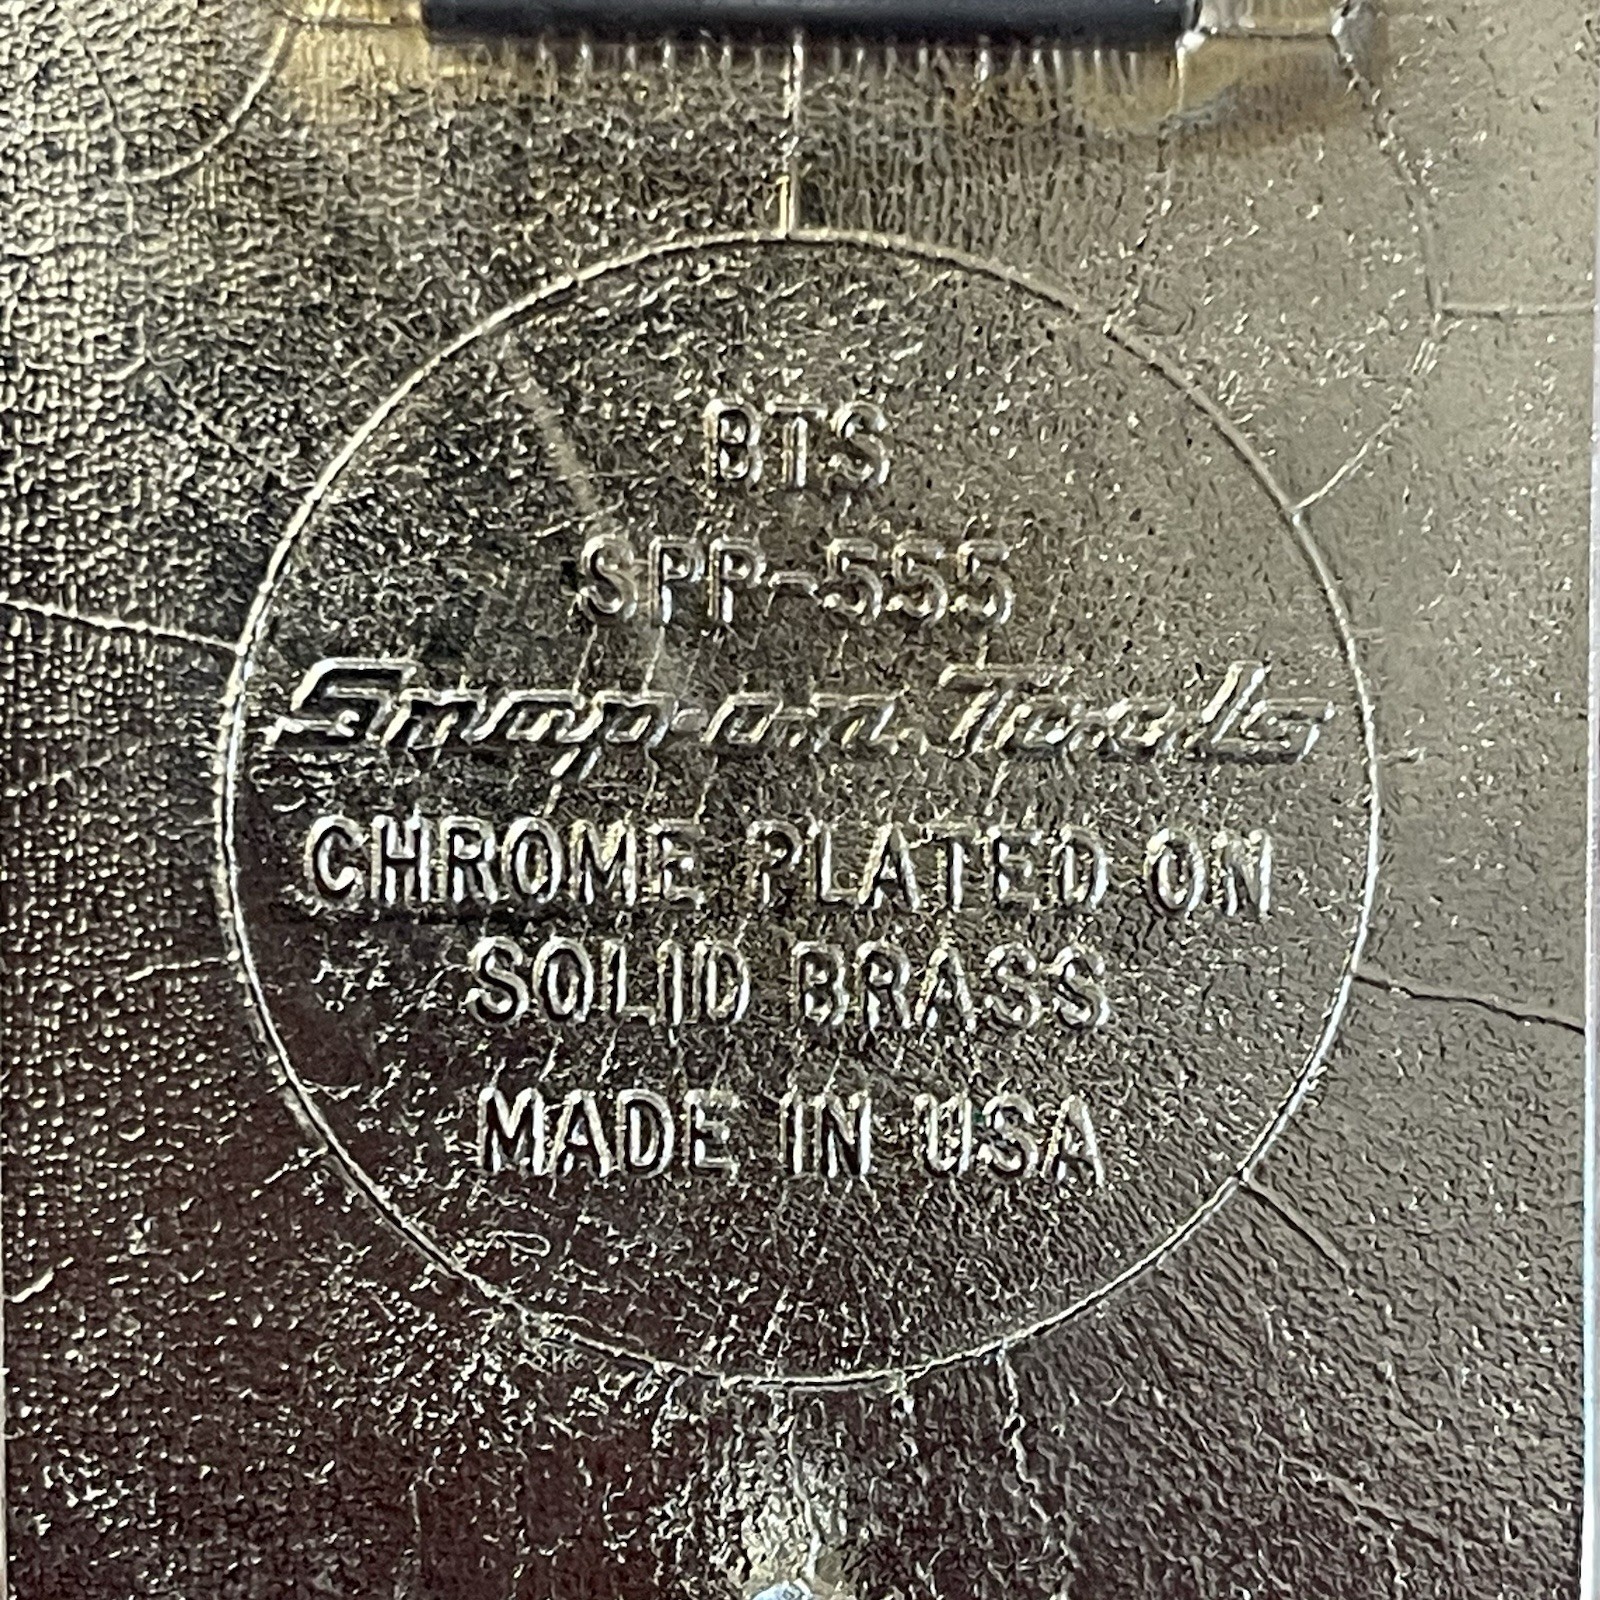 BTS
SPP-555
Snap-on Tools
CHROME PLATED ON
SOLID BRASS
MADE IN USA